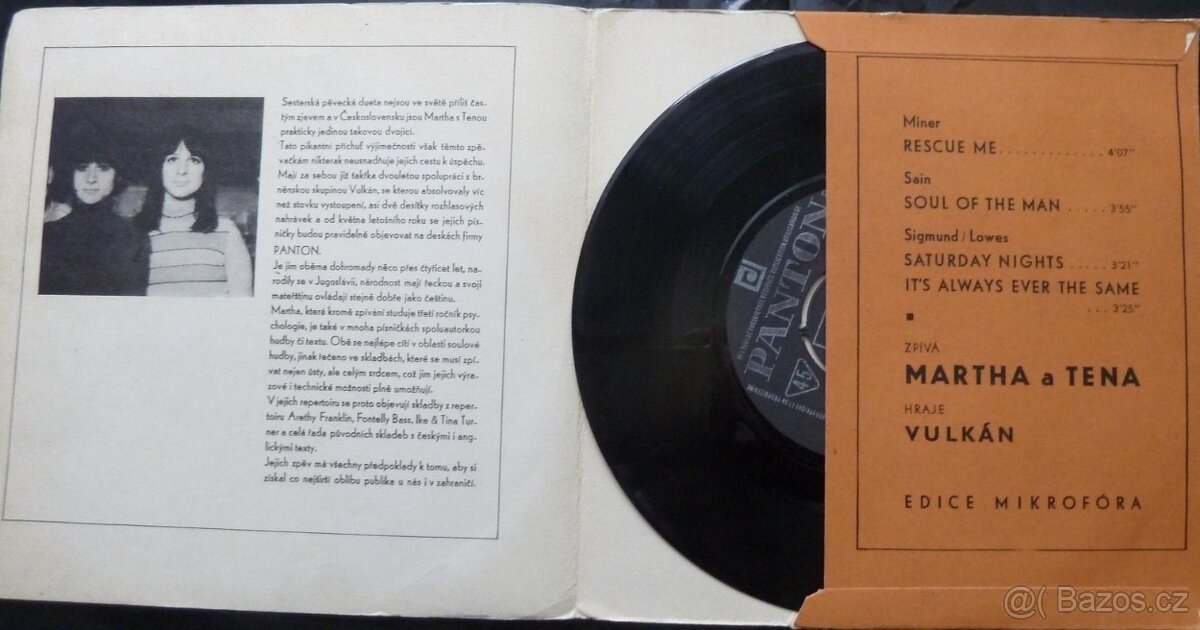 Sesterská pěvecká dueta nejsou ve světě příliš čas-
tým zjevem a v Československu jsou Martha s Tenou
prakticky jedinou takovou dvojicí.
Tato pikantní příchuť výjimečnosti však těmto zpě-
vačkám nikterak neusnadňuje jejich cestu k úspěchu.
Mají za sebou již takřka dvouletou spolupráci s br-
něnskou skupinou Vulkán, se kterou absolvovaly víc
než stovku vystoupení, asi dvě desítky rozhlasových
nahrávek a od května letošního roku se jejich pís-
ničky budou pravidelně objevovat na deskách firmy
PANTON.
Je jim oběma dohromady něco přes čtyřicet let, na-
rodily se v Jugoslávii, národnost mají řeckou a svoji
mateřštinu ovládají stejně dobře jako češtinu.
Martha, která kromě zpívání studuje třetí ročník psy-
chologie, je také v mnoha písničkách spoluautorkou
hudby či textu. Obě se nejlépe cítí v oblasti soulové
hudby, jinak řečeno ve skladbách, které se musí zpí-
vat nejen ústy, ale celým srdcem, což jim jejich výra-
zové i technické možnosti plně umožňují.
V jejich repertoiru se proto objevují skladby z reper-
toiru Arethy Franklin, Fontelly Bass, Ike & Tina Tur-
ner a celá řada původních skladeb s českými i ang-
lickými texty.
Jejich zpěv má všechny předpoklady k tomu, aby si
získal co nejširší oblibu publika u nás i v zahraničí.
PANTON
45
Miner
RESCUE ME............. 4'07"
Sain
SOUL OF THE MAN ..... 3'55"
Sigmund / Lowes
SATURDAY NIGHTS ..... 3'21"
IT'S ALWAYS EVER THE SAME
... 3'25"
ZPÍVÁ
MARTHA a TENA
HRAJE
VULKÁN
EDICE MIKROFÓRA
@( Bazoš.cz